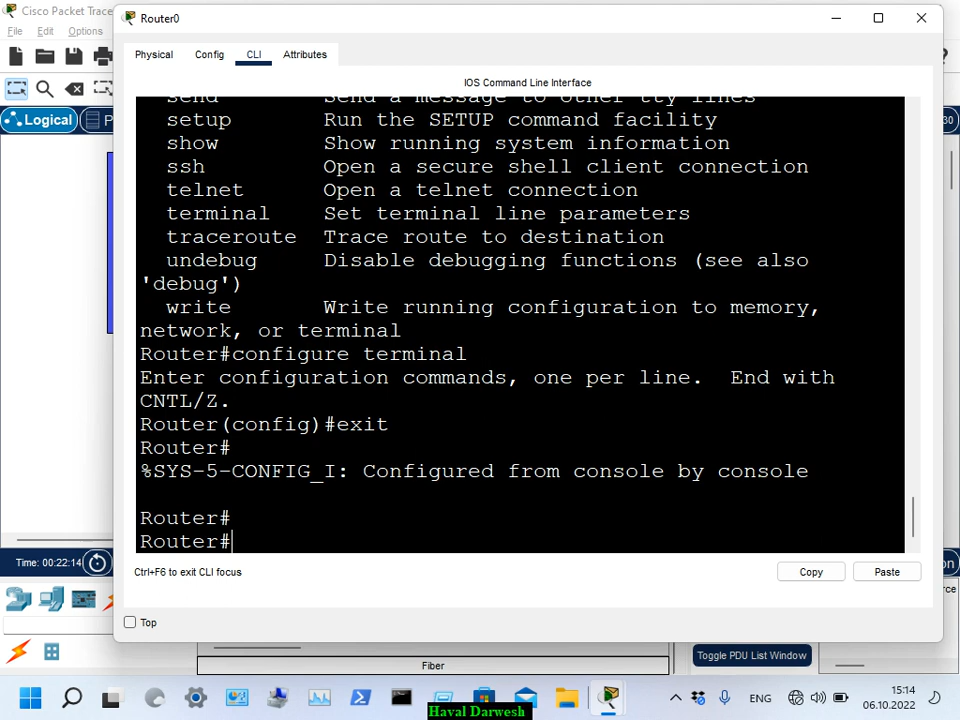 Cisco Packet Trace
Router0
File Edit Options
Physical Config CLI Attributes
IOS Command Line Interface
Logical P
send Send a message to other tty lines
setup Run the SETUP command facility
show Show running system information
ssh Open a secure shell client connection
telnet Open a telnet connection
terminal Set terminal line parameters
traceroute Trace route to destination
undebug Disable debugging functions (see also
'debug')
write Write running configuration to memory,
network, or terminal
Router#configure terminal
Enter configuration commands, one per line. End with
CNTL/Z.
Router(config)#exit
Router#
%SYS-5-CONFIG_I: Configured from console by console
Router#
Router#
Time: 00:22:14
Ctrl+F6 to exit CLI focus
Copy Paste
Top
Toggle PDU List Window
Fiber
ENG
15:14
06.10.2022
Haval Darwesh